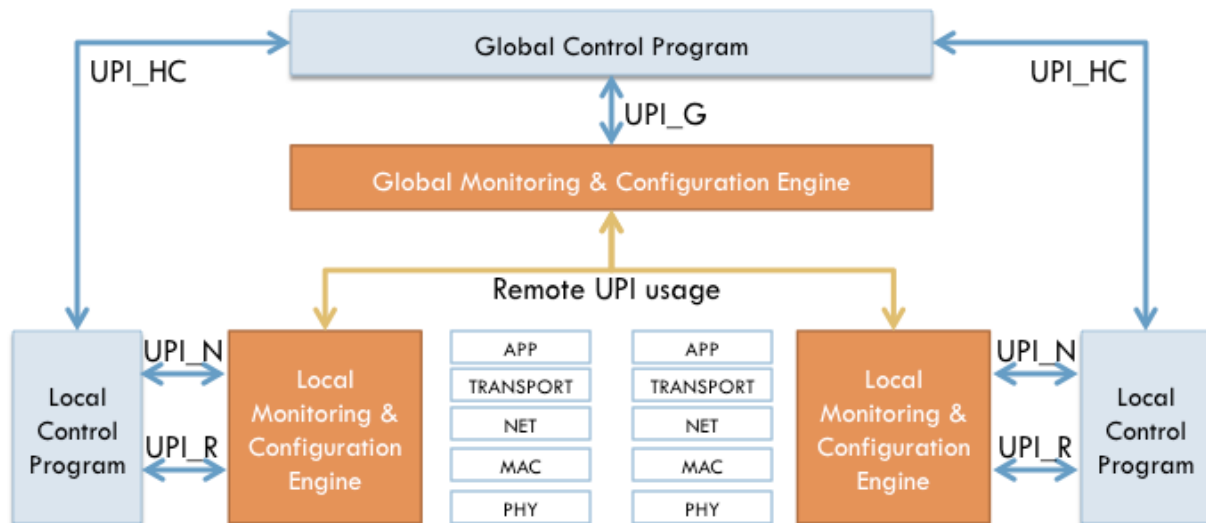 Global Control Program
UPI_HC
UPI_HC
UPI_G
Global Monitoring & Configuration Engine
Remote UPI usage
Local
Control
Program
UPI_N
UPI_R
Local
Monitoring &
Configuration
Engine
APP
TRANSPORT
NET
MAC
PHY
APP
TRANSPORT
NET
MAC
PHY
Local
Monitoring &
Configuration
Engine
UPI_N
UPI_R
Local
Control
Program